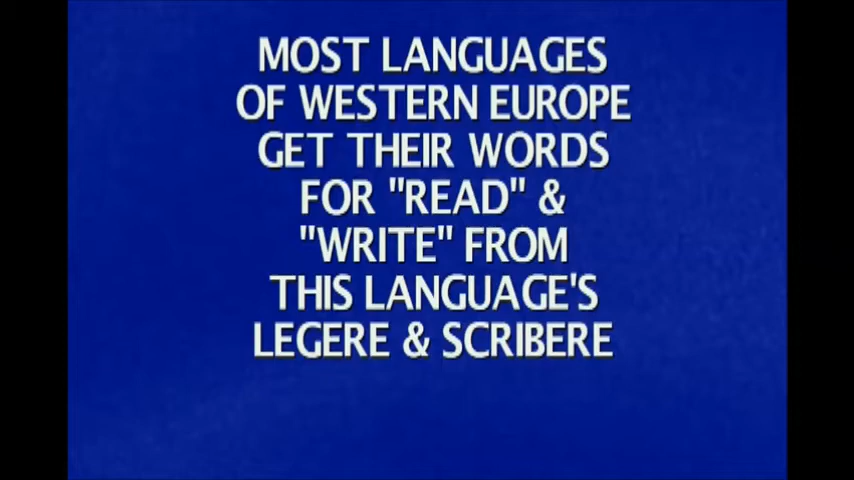 MOST LANGUAGES
OF WESTERN EUROPE
GET THEIR WORDS
FOR "READ" &
"WRITE" FROM
THIS LANGUAGE'S
LEGERE & SCRIBERE